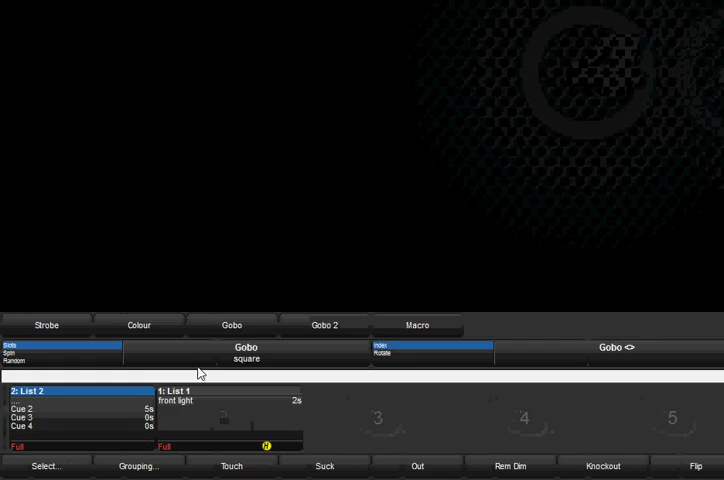 Strobe Colour Gobo Gobo 2 Macro
Slots
Spin
Random
Gobo
square
Index
Rotate
Gobo <>
2: List 2
....
Cue 2 5s
Cue 3 0s
Cue 4 0s
Full
1: List 1
front light 2s
Full H
3
4
5
Select... Grouping... Touch Suck Out Rem Dim Knockout Flip